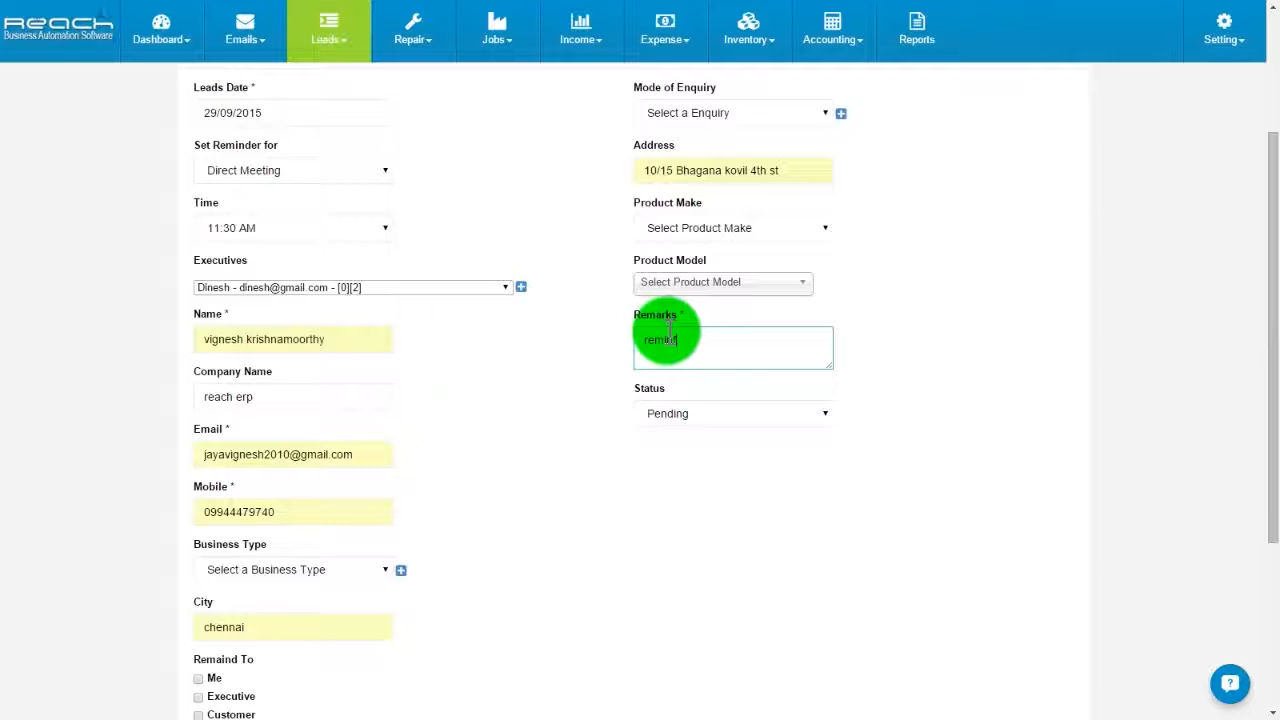 REACH
Business Automation Software
Dashboard
Emails
Leads
Repair
Jobs
Income
Expense
Inventory
Accounting
Reports
Setting
Leads Date *
29/09/2015
Set Reminder for
Direct Meeting
Time
11:30 AM
Executives
Dinesh - dinesh@gmail.com - [0][2]
Name *
vignesh krishnamoorthy
Company Name
reach erp
Email *
jayavignesh2010@gmail.com
Mobile *
09944479740
Business Type
Select a Business Type
City
chennai
Remaind To
Me
Executive
Customer
Mode of Enquiry
Select a Enquiry
Address
10/15 Bhagana kovil 4th st
Product Make
Select Product Make
Product Model
Select Product Model
Remarks *
Status
Pending